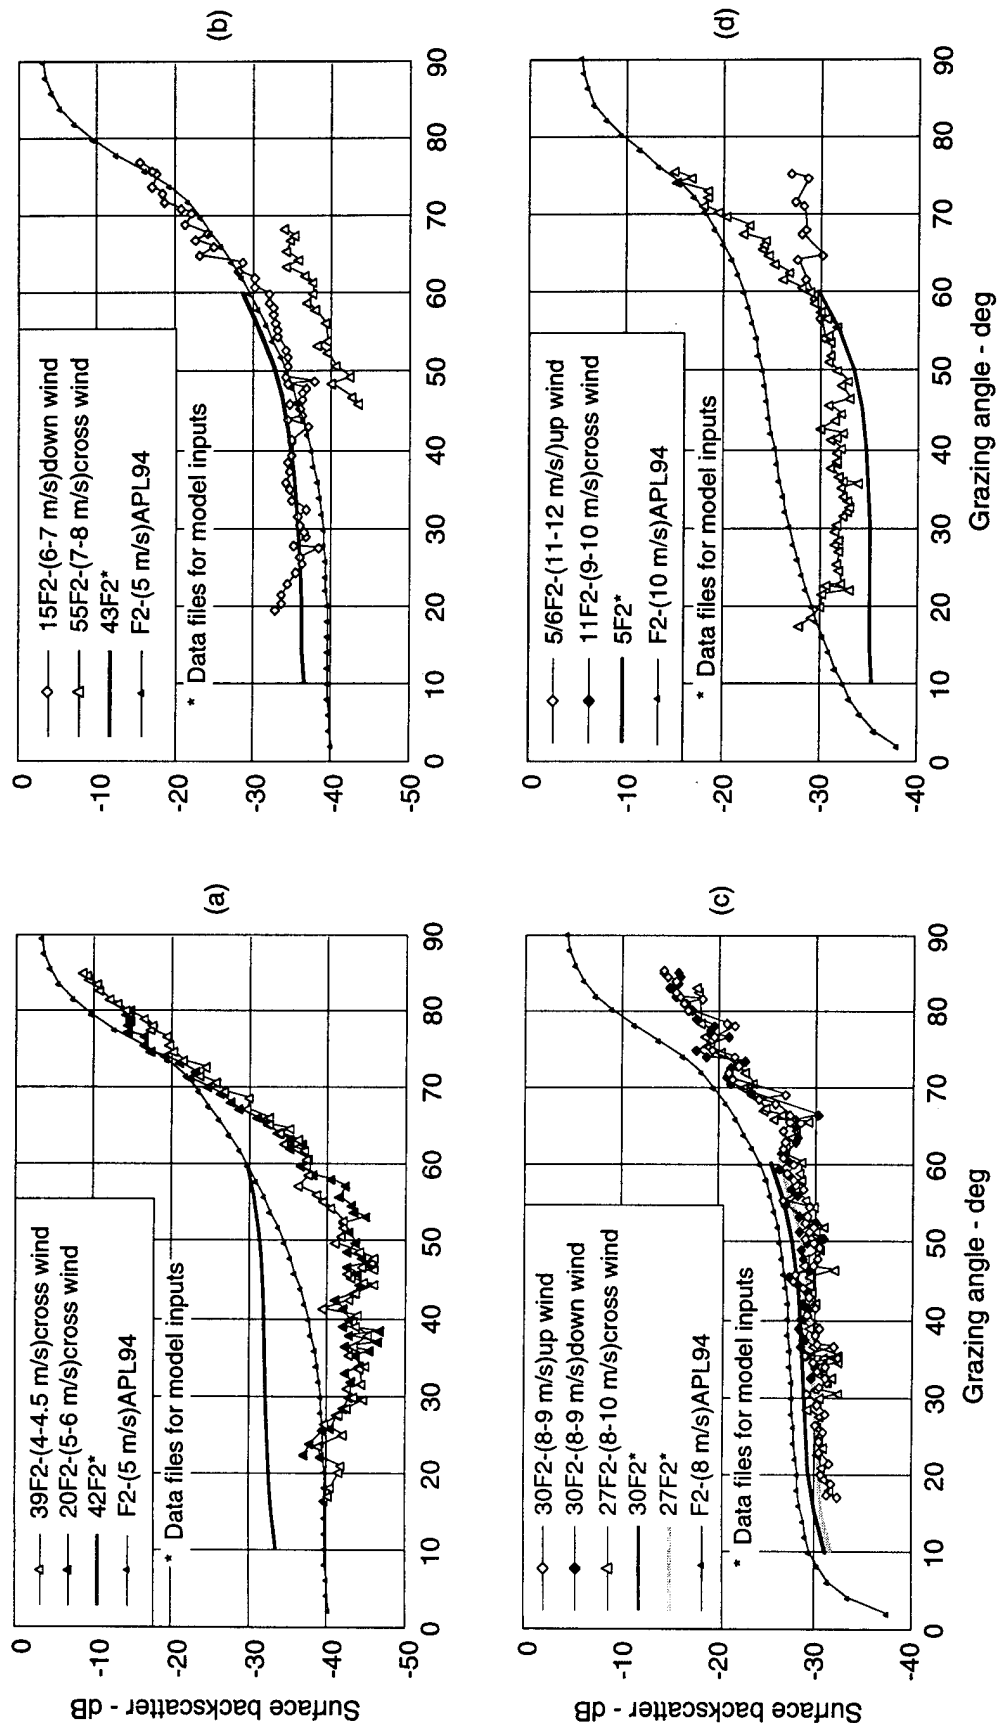 (a)
Surface backscatter - dB
0
-10
-20
-30
-40
-50
39F2-(4-4.5 m/s)cross wind
20F2-(5-6 m/s)cross wind
42F2*
F2-(5 m/s)APL94
* Data files for model inputs
0 10 20 30 40 50 60 70 80 90
(b)
0
-10
-20
-30
-40
-50
15F2-(6-7 m/s)down wind
55F2-(7-8 m/s)cross wind
43F2*
F2-(5 m/s)APL94
* Data files for model inputs
0 10 20 30 40 50 60 70 80 90
(c)
Surface backscatter - dB
0
-10
-20
-30
-40
30F2-(8-9 m/s)up wind
30F2-(8-9 m/s)down wind
27F2-(8-10 m/s)cross wind
30F2*
27F2*
F2-(8 m/s)APL94
* Data files for model inputs
0 10 20 30 40 50 60 70 80 90
Grazing angle - deg
(d)
0
-10
-20
-30
-40
5/6F2-(11-12 m/s/)up wind
11F2-(9-10 m/s)cross wind
5F2*
F2-(10 m/s)APL94
* Data files for model inputs
0 10 20 30 40 50 60 70 80 90
Grazing angle - deg